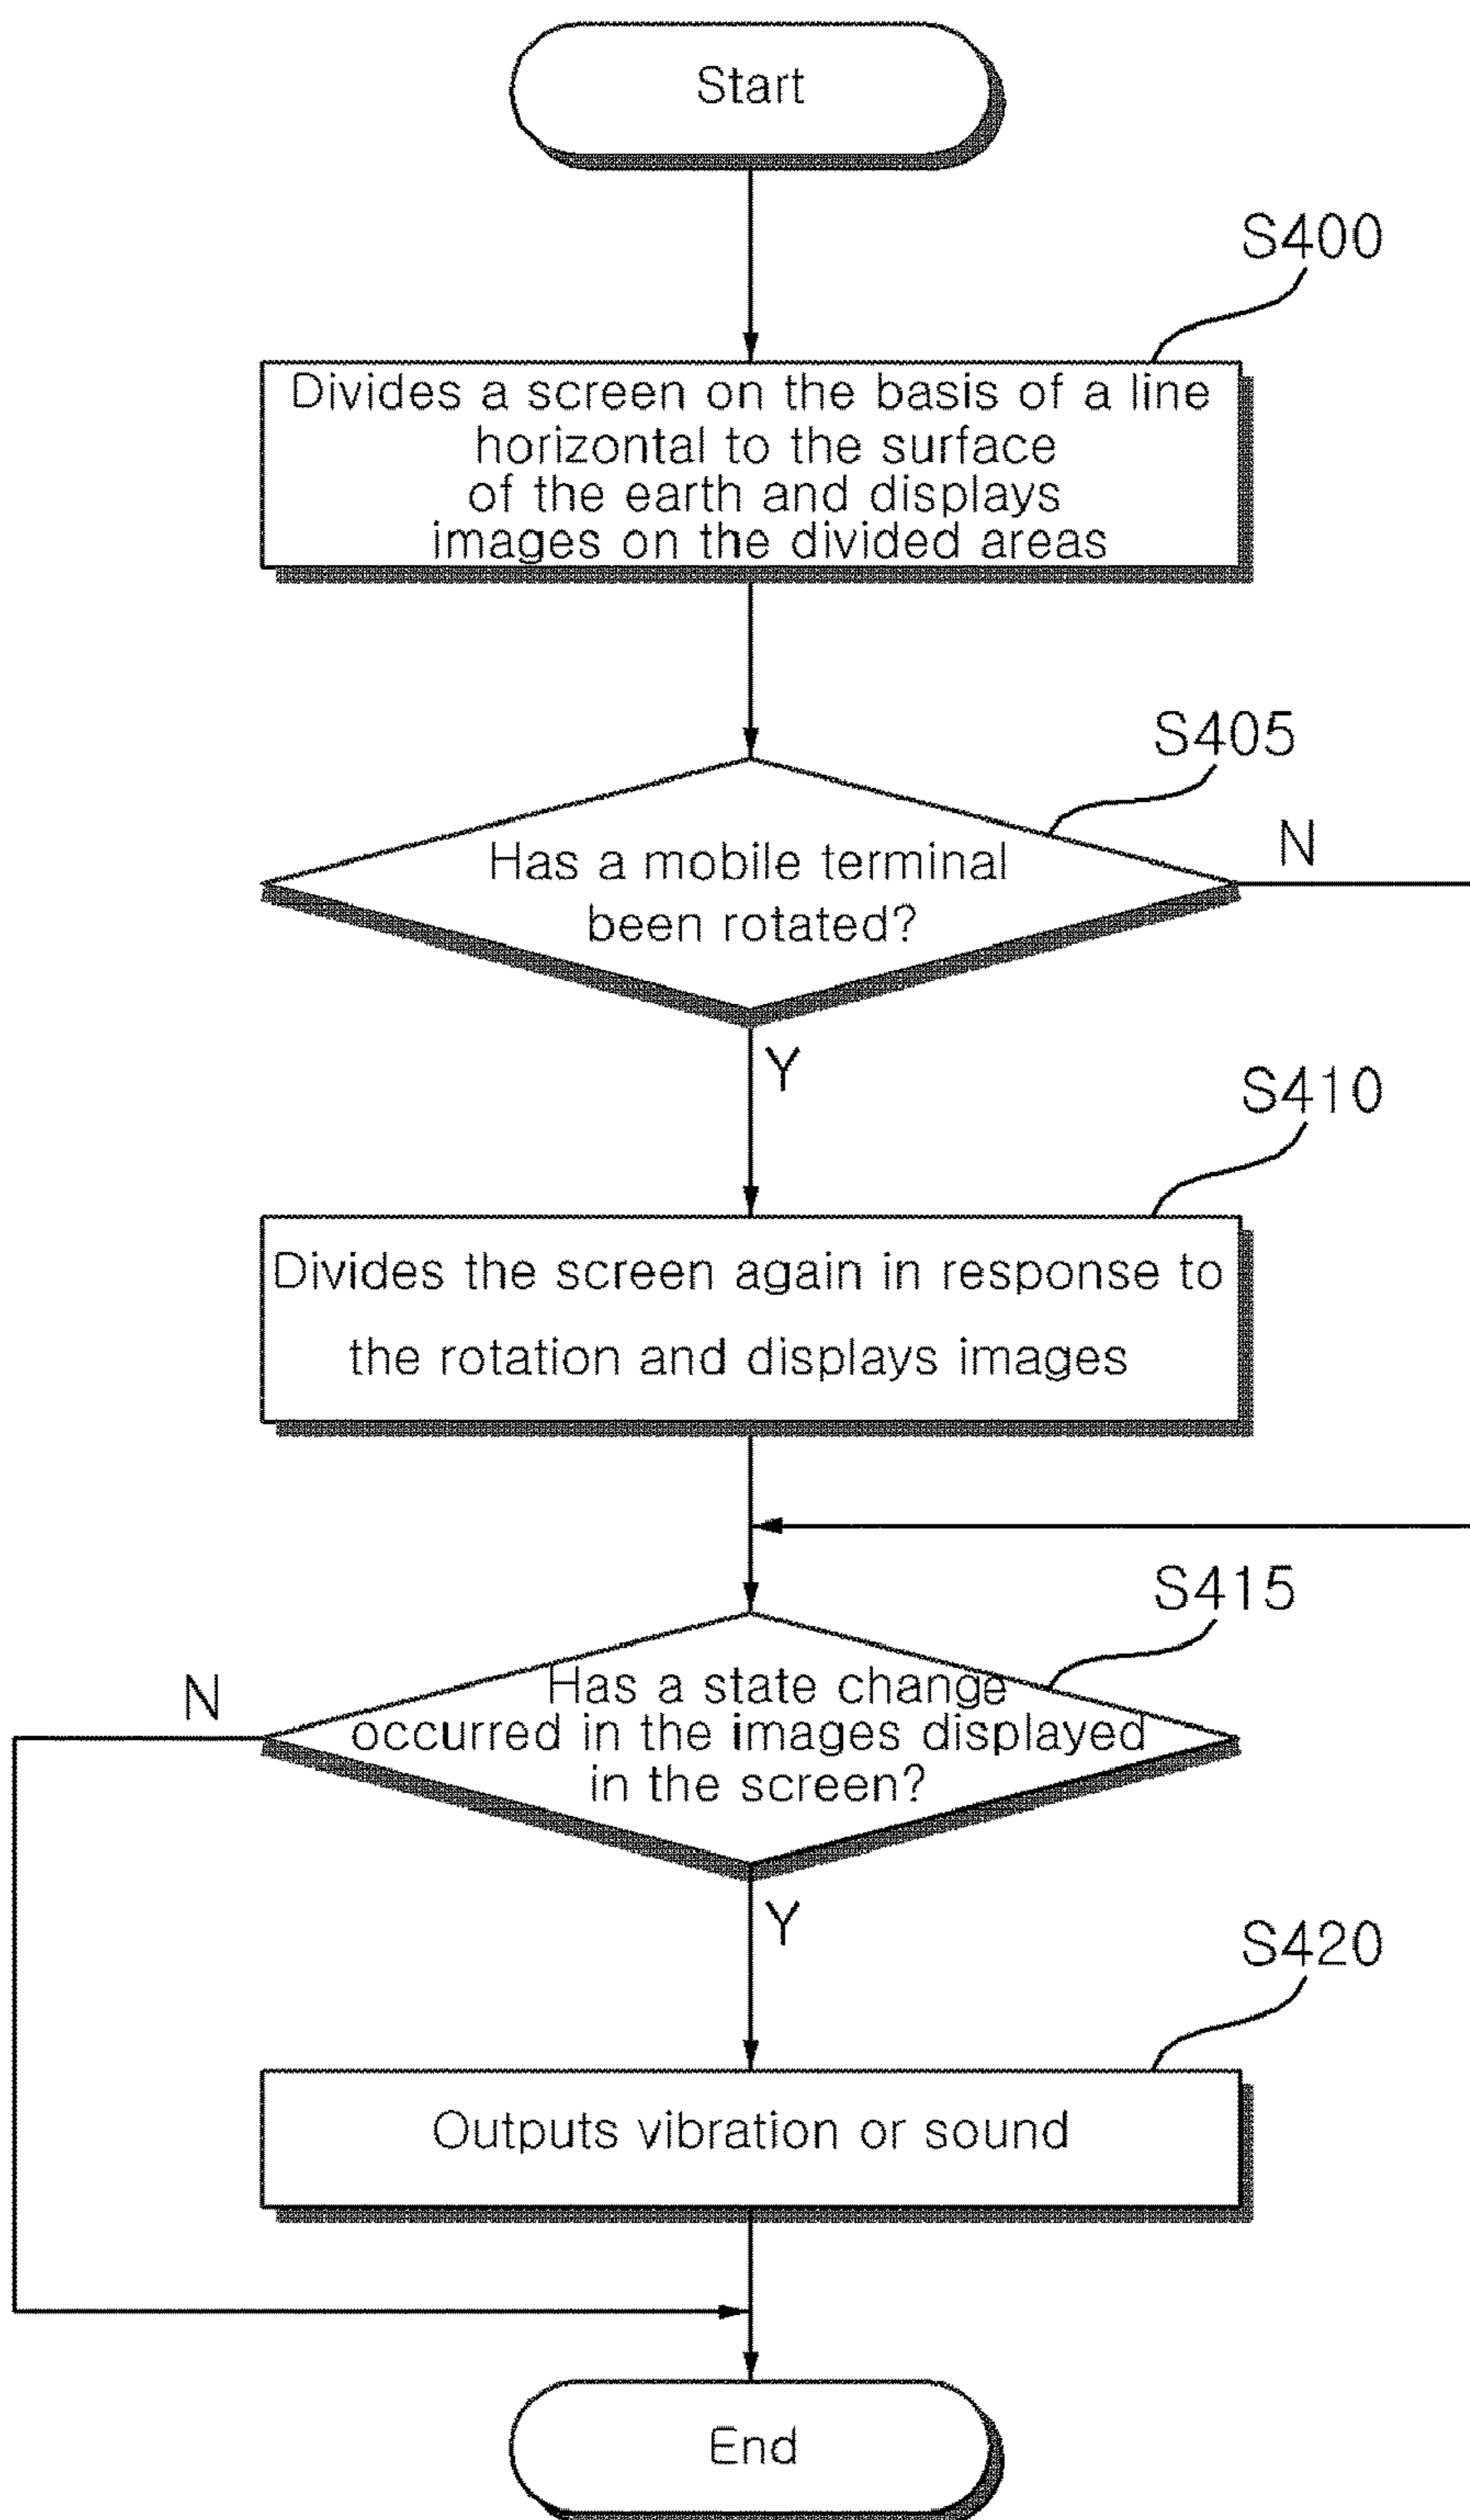 Start
S400
Divides a screen on the basis of a line
horizontal to the surface
of the earth and displays
images on the divided areas
S405
Has a mobile terminal
been rotated?
N
Y
S410
Divides the screen again in response to
the rotation and displays images
S415
Has a state change
occurred in the images displayed
in the screen?
N
Y
S420
Outputs vibration or sound
End